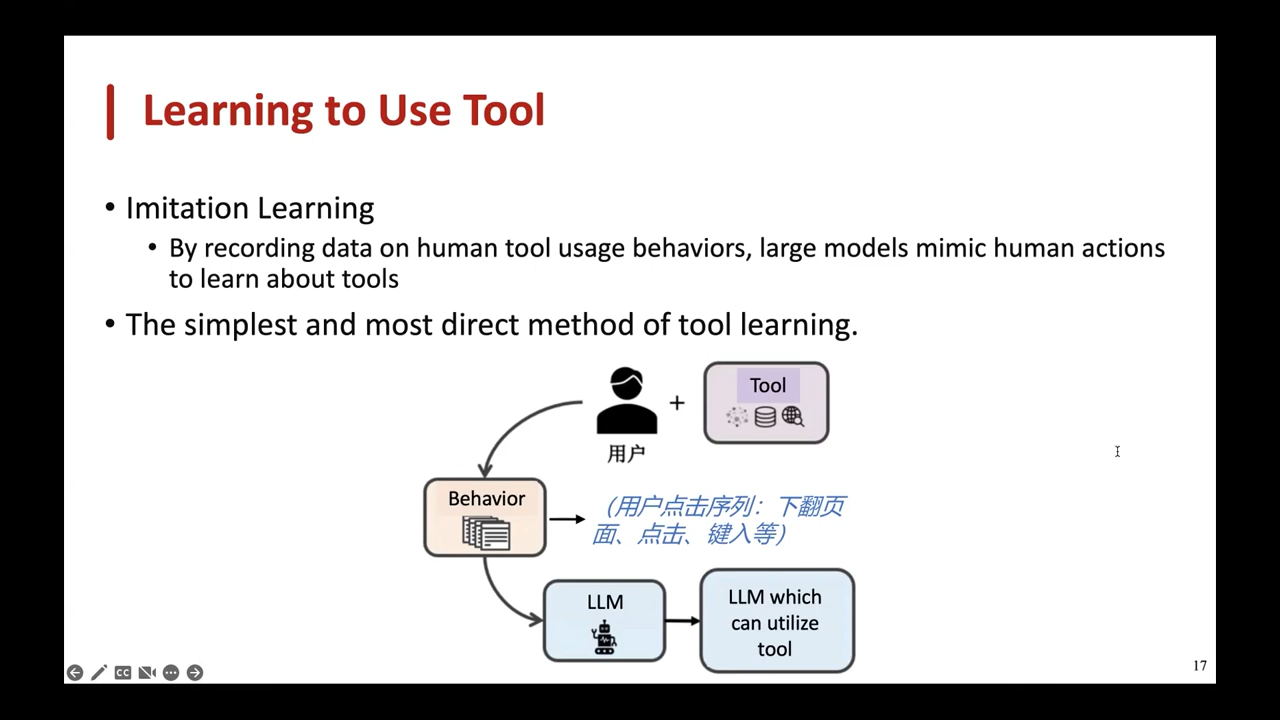 Learning to Use Tool
• Imitation Learning
• By recording data on human tool usage behaviors, large models mimic human actions
to learn about tools
• The simplest and most direct method of tool learning.
+
Tool
用户
Behavior
（用户点击序列：下翻页
面、点击、键入等）
LLM
LLM which
can utilize
tool
CC
17